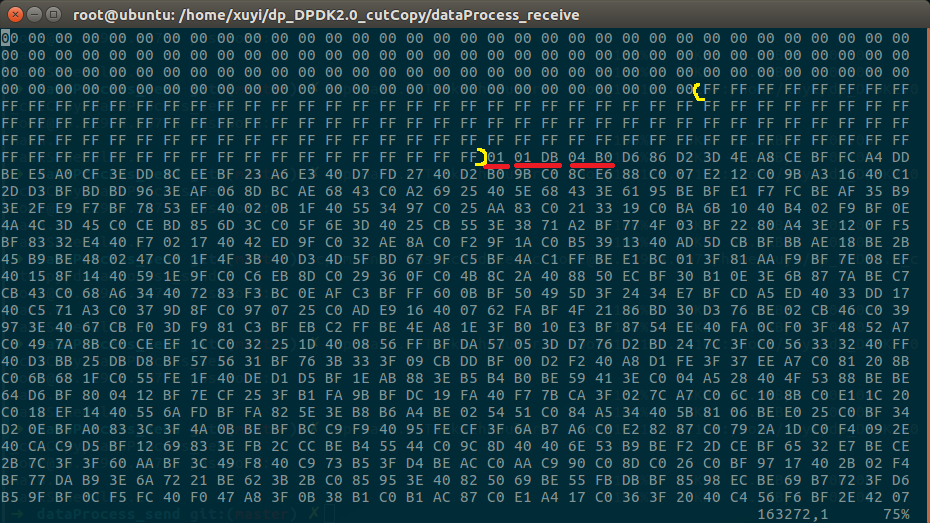 root@ubuntu: /home/xuyi/dp_DPDK2.0_cutCopy/dataProcess_receive
00 00 00 00 00 00 00 00 00 00 00 00 00 00 00 00 00 00 00 00 00 00 00 00 00 00 00 00 00 00 00 00 00 00
00 00 00 00 00 00 00 00 00 00 00 00 00 00 00 00 00 00 00 00 00 00 00 00 00 00 00 00 00 00 00 00 00 00
00 00 00 00 00 00 00 00 00 00 00 00 00 00 00 00 00 00 00 00 00 00 00 00 00 00 00 00 00 00 00 00 00 00
00 00 00 00 00 00 00 00 00 00 00 00 00 00 00 00 00 00 00 00 00 00 00 00 00 00 FF FF FF FF FF FF FF FF
FF FF FF FF FF FF FF FF FF FF FF FF FF FF FF FF FF FF FF FF FF FF FF FF FF FF FF FF FF FF FF FF FF FF
FF FF FF FF FF FF FF FF FF FF FF FF FF FF FF FF FF FF FF FF FF FF FF FF FF FF FF FF FF FF FF FF FF FF
FF FF FF FF FF FF FF FF FF FF FF FF FF FF FF FF FF FF FF FF FF FF FF FF FF FF FF FF FF FF FF FF FF FF
FF FF FF FF FF FF FF FF FF FF FF FF FF FF FF FF FF FF 01 01 DB 04 B0 D6 86 D2 3D 4E A8 CE BF FC A4 DD
BE E5 A0 CF 3E DD 8C EE BF 23 A6 E3 40 D7 FD 27 40 D2 B0 9B C0 8C E6 88 C0 07 E2 12 C0 9B A3 16 40 C1
2D D3 BF BD BD 96 3E AF 06 8D BC AE 68 43 C0 A2 69 25 40 5E 68 43 3E 61 95 BE BF E1 F7 FC BE AF 35 B9
3E 2F E9 F7 BF 78 53 EF 40 02 0B 1F 40 55 34 97 C0 25 AA 83 C0 21 33 19 C0 BA 6B 10 40 B4 02 F9 BF 0E
4A 4C 3D 45 C0 CE BD 85 6D 3C C0 5F 6E 3D 40 25 CB 55 3E 38 71 A2 BF 77 4F 03 BF 22 80 A4 3E 12 0F F5
BF 83 32 E4 40 F7 02 17 40 42 ED 9F C0 32 AE 8A C0 F2 9F 1A C0 B5 39 13 40 AD 5D CB BF BB AE 18 BE 2B
45 B9 BE 48 02 47 C0 1F 4F 3B 40 D3 4D 5F BD 67 9F C5 BF 4A C1 FF BE E1 BC 01 3F 81 AA F9 BF 7E 08 EF
40 15 8F 14 40 59 1E 9F C0 C6 EB 8D C0 29 36 0F C0 4B 8C 2A 40 88 50 EC BF 30 B1 0E 3E 6B 87 7A BE C7
CB 43 C0 68 A6 34 40 72 83 F3 BC 0E AF C3 BF FF 60 0B BF 50 49 5D 3F 24 34 E7 BF CD A5 ED 40 33 DD 17
40 C5 71 A3 C0 37 9D 8F C0 97 07 25 C0 AD E9 16 40 07 62 FA BF 4F 21 86 BD 30 D3 76 BE 02 CB 46 C0 39
97 3E 40 67 CB F0 3D F9 81 C3 BF EB C2 FF BE 4E A8 1E 3F B0 10 E3 BF 87 54 EE 40 FA 0C F0 3F 48 52 A7
C0 49 7A 8B C0 CE EF 1C C0 32 25 1D 40 08 56 FF BF DA 57 05 3D D7 76 D2 BD 24 7C 3F C0 56 33 32 40 FF
40 D3 BB 25 DB D8 BF 57 56 31 BF 76 3B 33 3F 09 CB DD BF 00 D2 F2 40 A8 D1 FE 3F 37 EE A7 C0 81 20 8B
C0 6B 68 1F C0 55 FE 1F 40 DE D1 D5 BF 1E AB 88 3E B5 B4 B0 BE 59 41 3E C0 04 A5 28 40 4F 53 88 BE BE
64 D6 BF 80 04 12 BF 7E CF 25 3F B1 FA 9B BF DC 19 FA 40 F7 7B CA 3F 02 7C A7 C0 6C 10 8B C0 E1 1C 20
C0 18 EF 14 40 55 6A FD BF FA 82 5E 3E B8 B6 A4 BE 02 54 51 C0 84 A5 34 40 5B 81 06 BE E0 25 C0 BF 34
D2 0E BF A0 83 3C 3F 4A 0B BE BF BC C9 F9 40 95 FE CF 3F 6A B7 A6 C0 E2 82 87 C0 79 2A 1D C0 F4 09 2E
40 CA C9 D5 BF 12 69 83 3E FB 2C CC BE B4 55 44 C0 9C 8D 40 40 6E 53 B9 BE F2 2D CE BF 65 32 E7 BE CE
2B 7C 3F 3F 60 AA BF 3C 49 F8 40 C9 73 B5 3F D4 BE AC C0 AA C9 90 C0 8D C0 26 C0 BF 97 17 40 2B 02 F4
BF 77 DA B9 3E 6A 72 21 BE 62 3B 2B C0 85 95 3E 40 82 50 69 BE 55 FB DB BF 85 98 EC BE 69 B7 72 3F D6
B5 9F BF 0C F5 FC 40 F0 47 A8 3F 0B 38 B1 C0 B1 AC 87 C0 E1 A4 17 C0 36 3F 20 40 C4 56 F6 BF 2E 42 07
dataProcess_send git:(master) ✗ 163272,1 75%